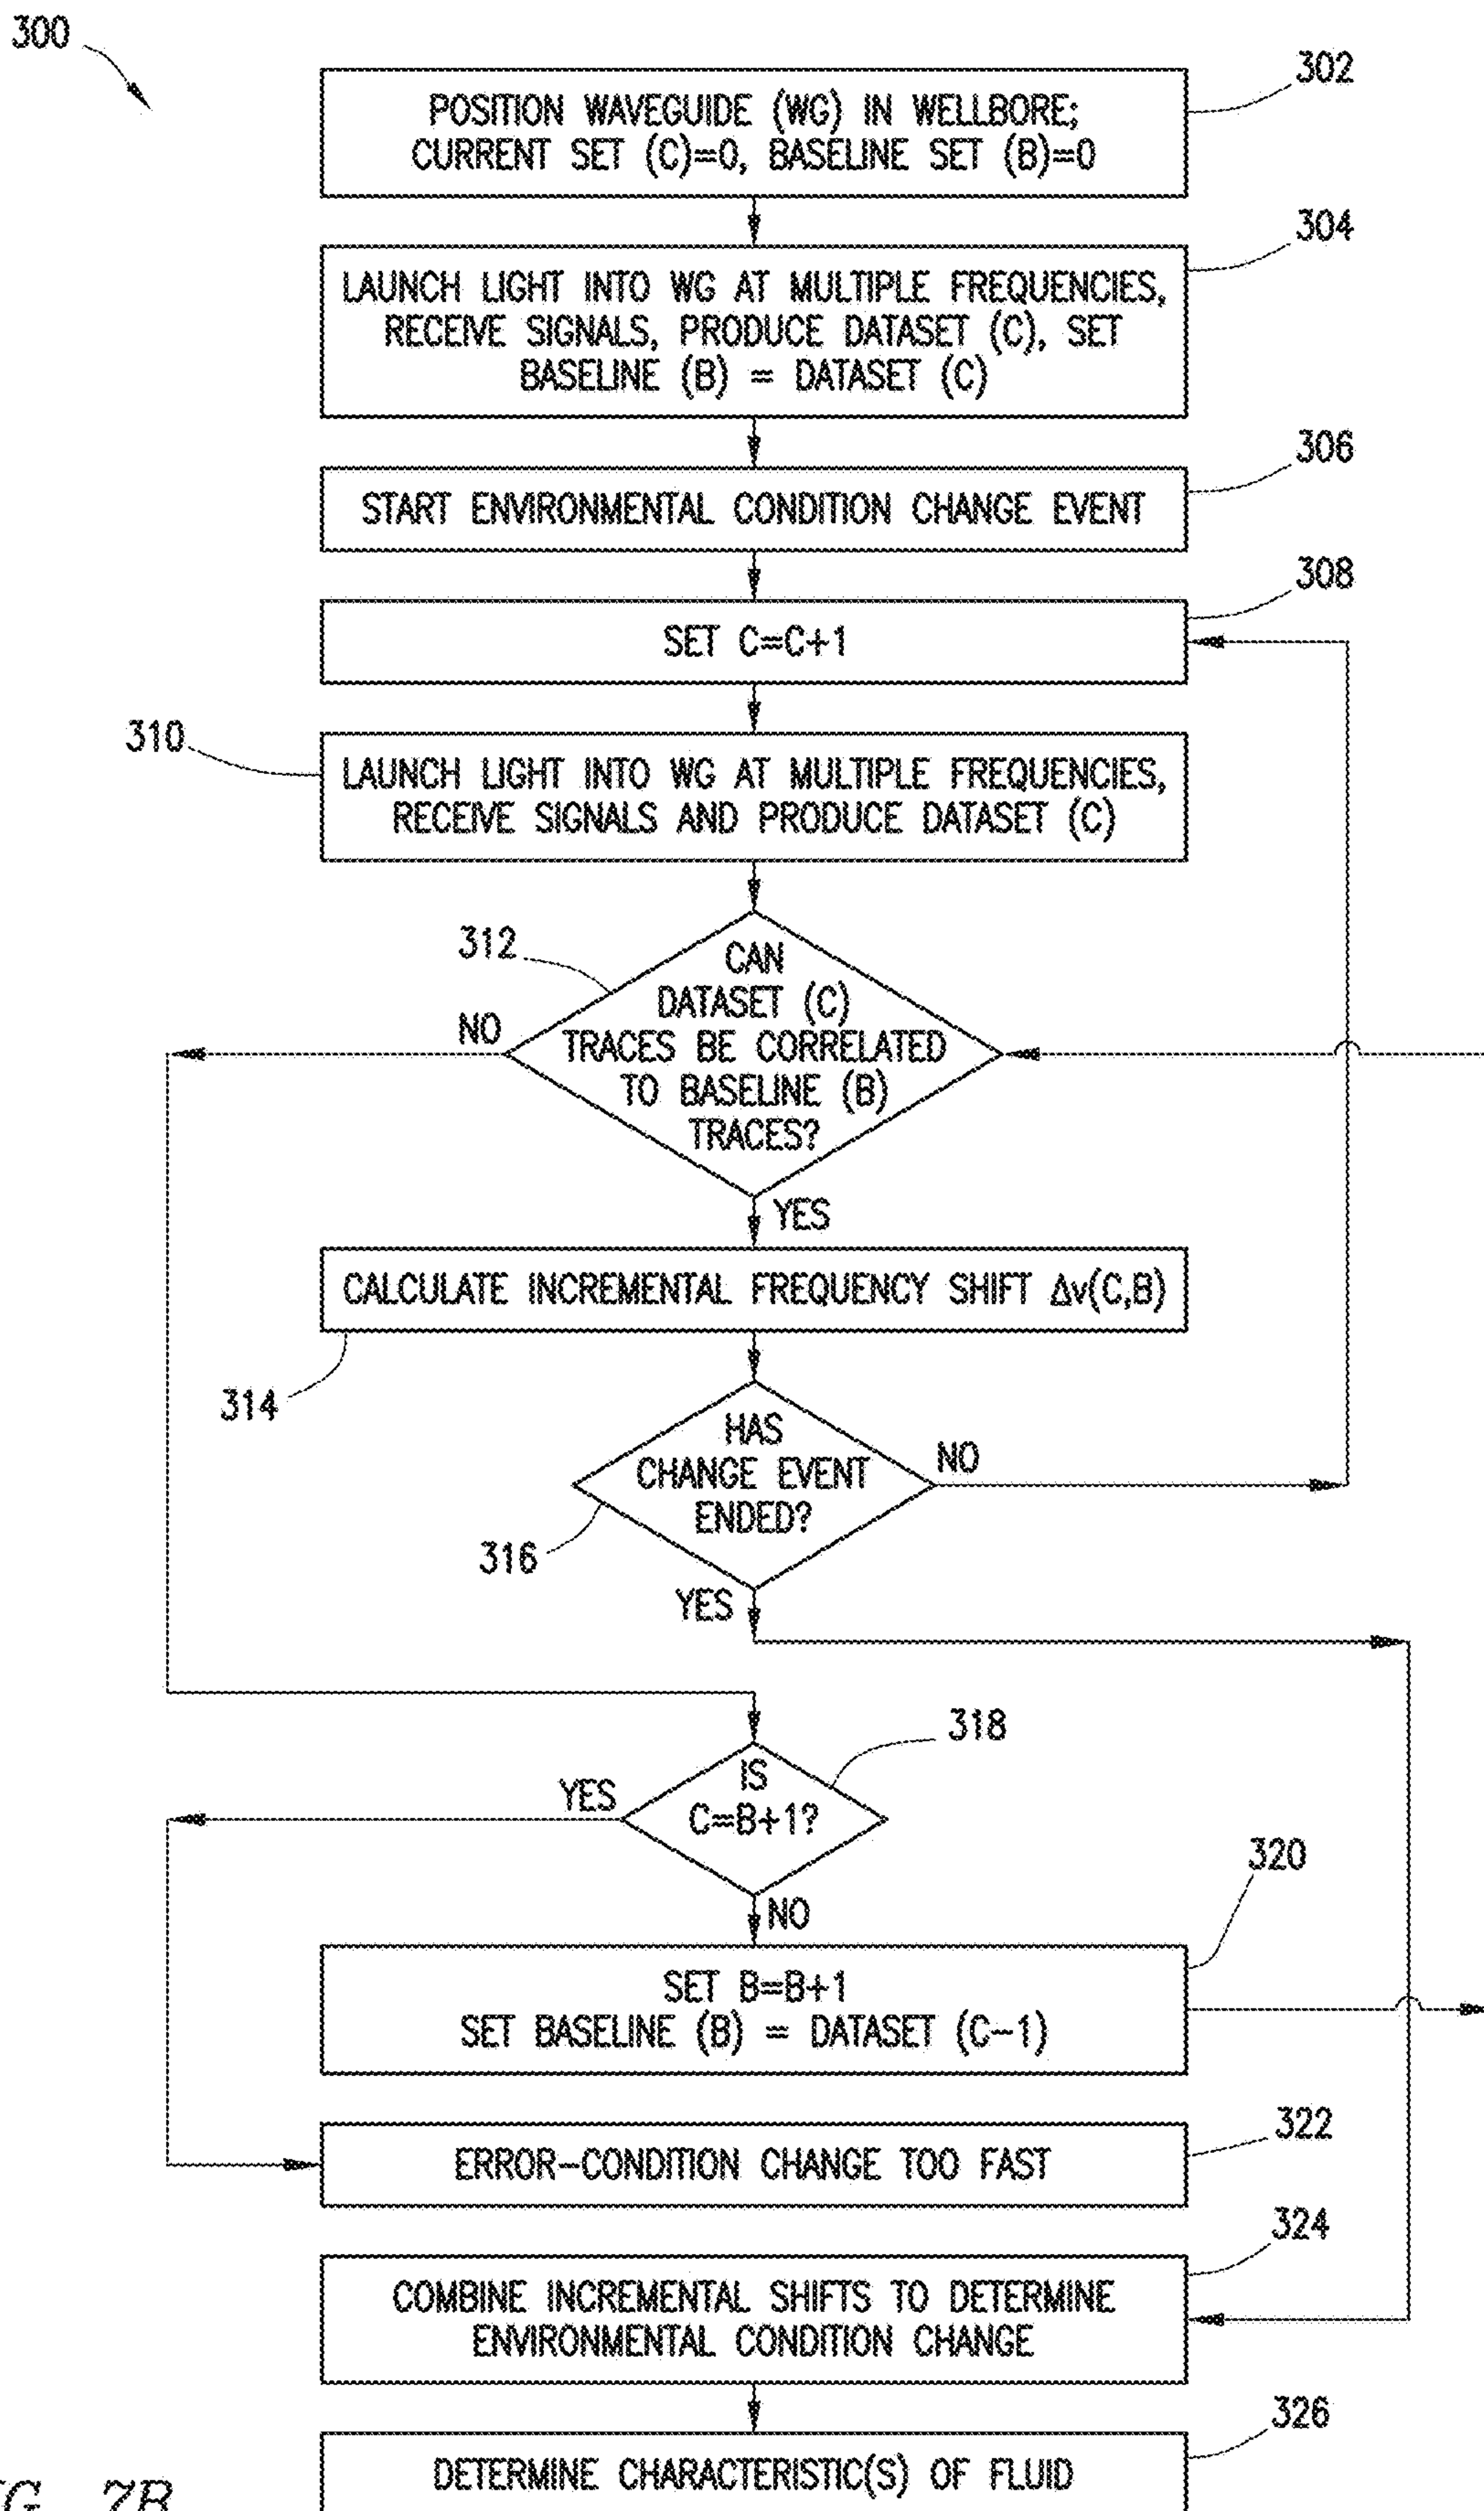 300
302
POSITION WAVEGUIDE (WG) IN WELLBORE;
CURRENT SET (C)=0, BASELINE SET (B)=0
304
LAUNCH LIGHT INTO WG AT MULTIPLE FREQUENCIES,
RECEIVE SIGNALS, PRODUCE DATASET (C), SET
BASELINE (B) = DATASET (C)
306
START ENVIRONMENTAL CONDITION CHANGE EVENT
308
SET C=C+1
310
LAUNCH LIGHT INTO WG AT MULTIPLE FREQUENCIES,
RECEIVE SIGNALS AND PRODUCE DATASET (C)
312
CAN
DATASET (C)
TRACES BE CORRELATED
TO BASELINE (B)
TRACES?
NO
YES
CALCULATE INCREMENTAL FREQUENCY SHIFT Δv(C,B)
314
HAS
CHANGE EVENT
ENDED?
NO
316
YES
318
IS
C=B+1?
YES
NO
320
SET B=B+1
SET BASELINE (B) = DATASET (C-1)
322
ERROR-CONDITION CHANGE TOO FAST
324
COMBINE INCREMENTAL SHIFTS TO DETERMINE
ENVIRONMENTAL CONDITION CHANGE
326
DETERMINE CHARACTERISTIC(S) OF FLUID
7B